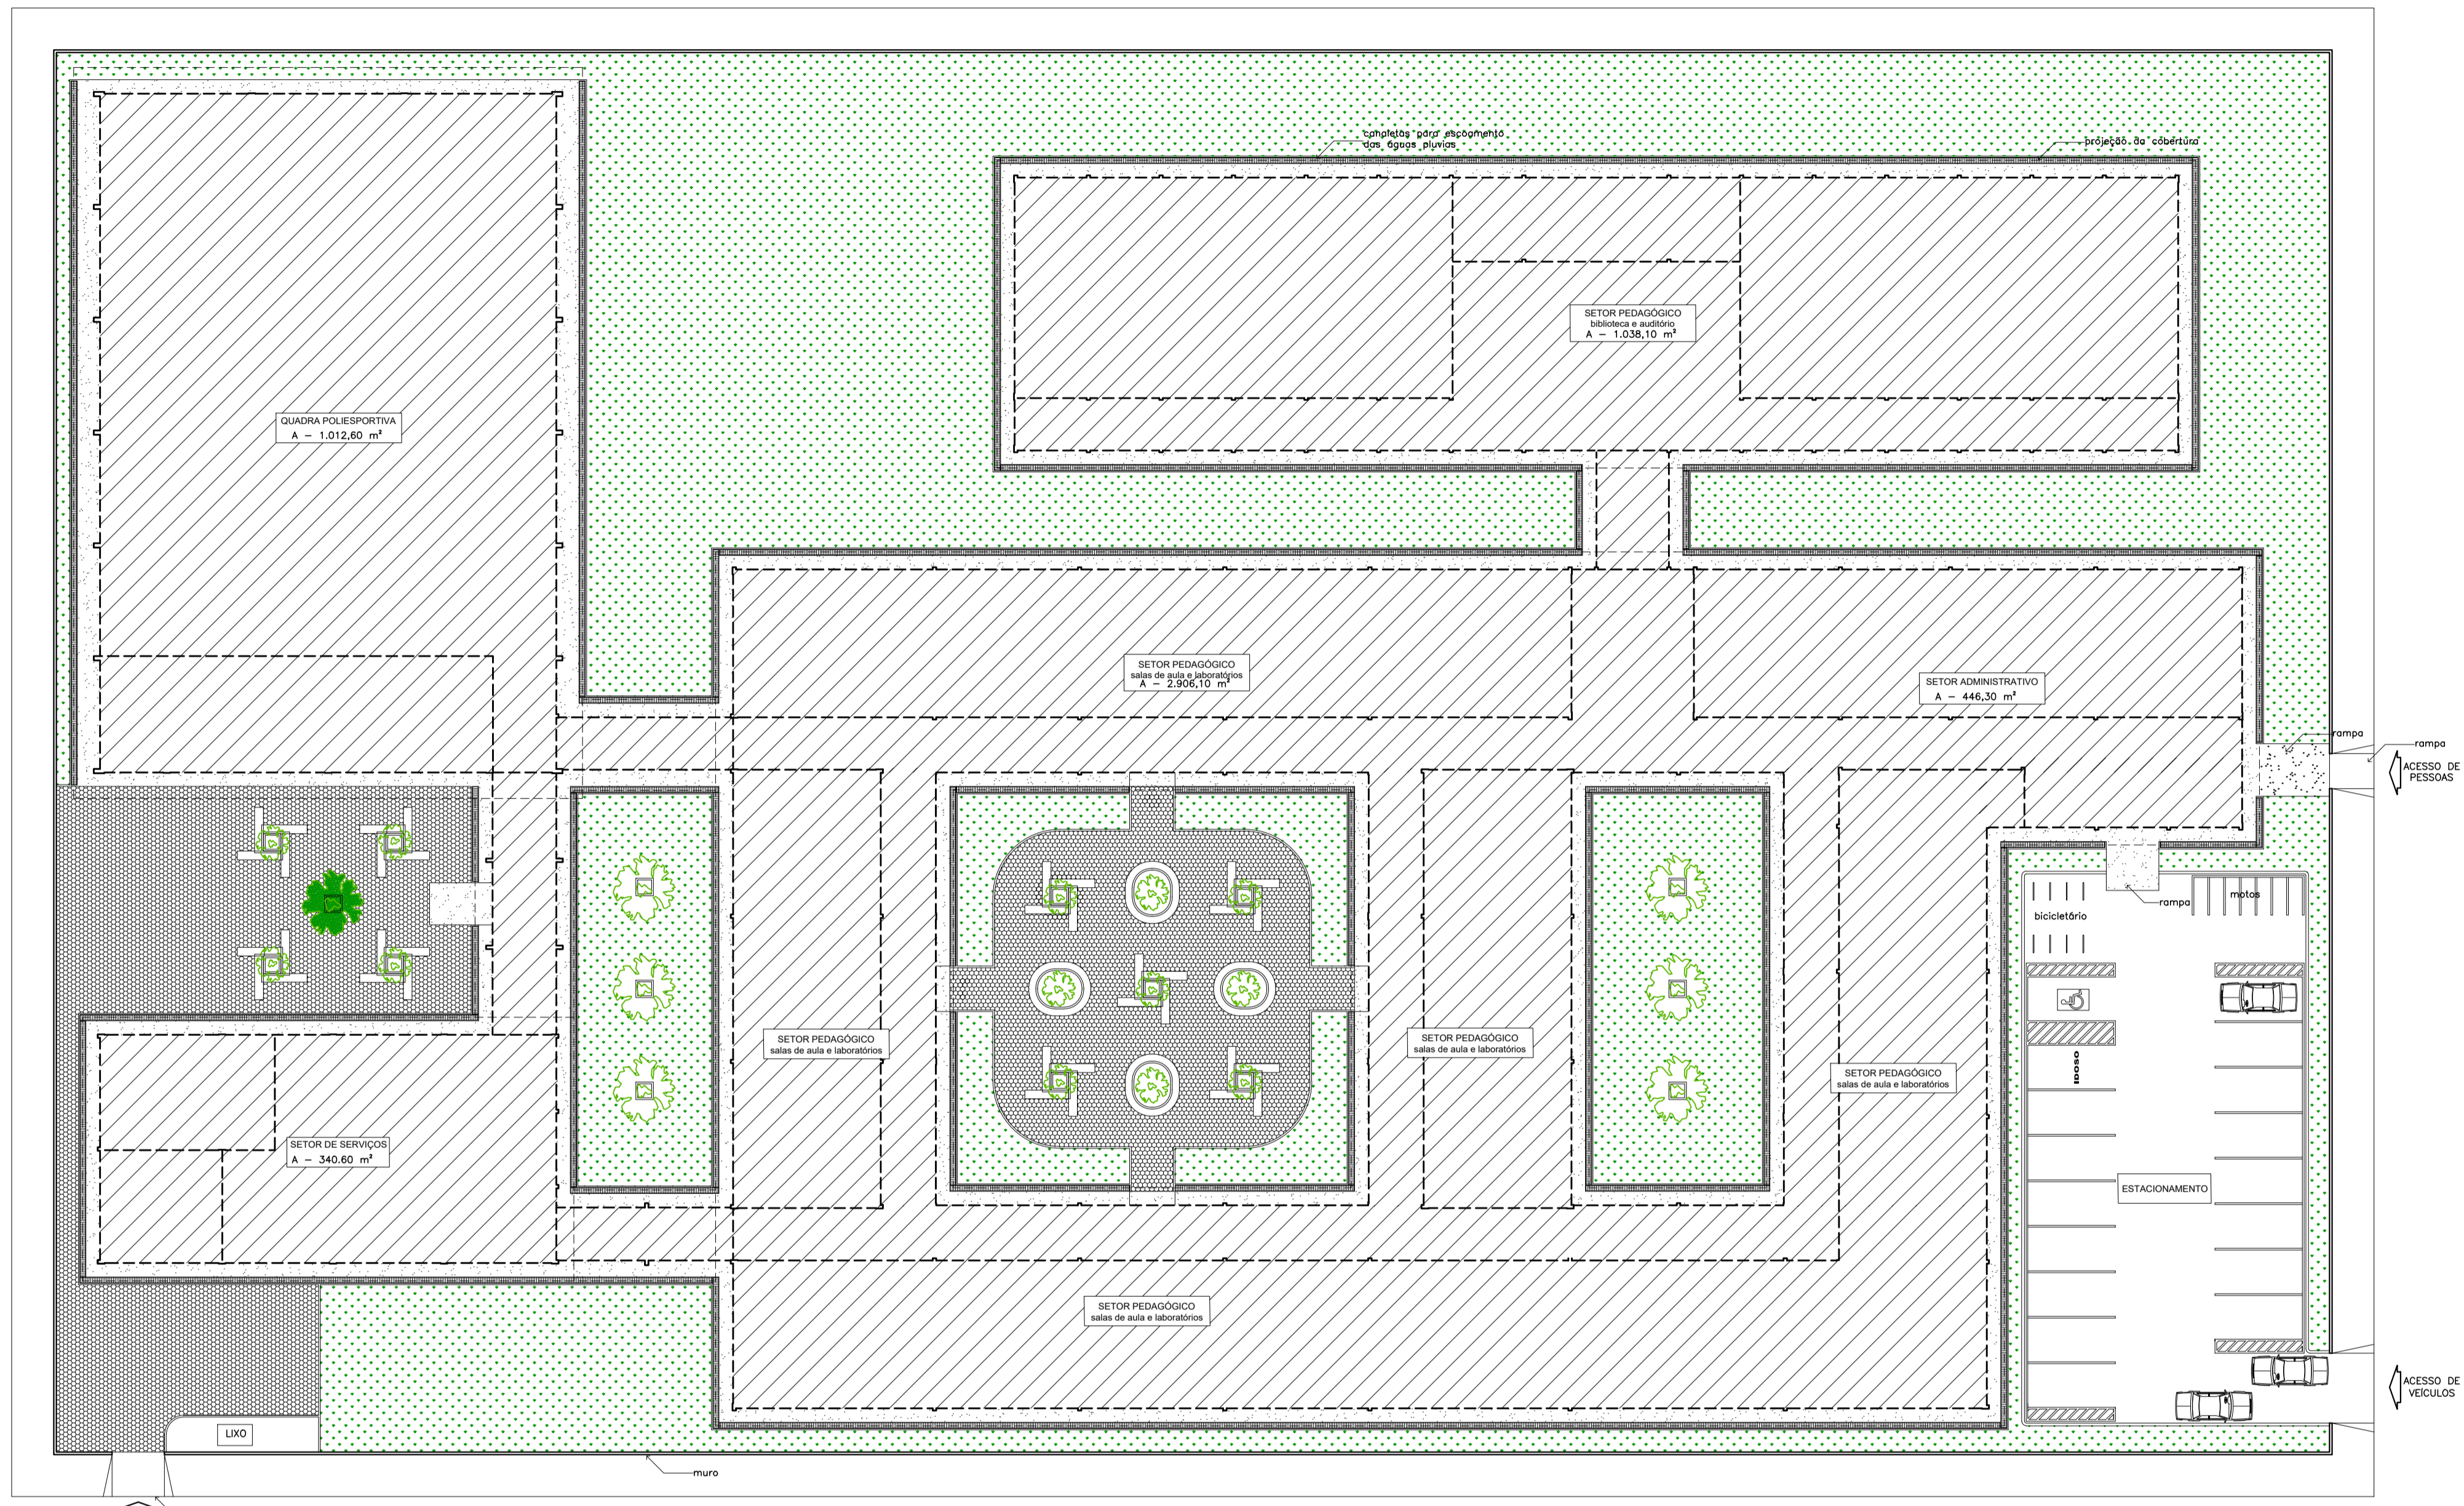 canaletas para escoamento
das águas pluvias
projeção da cobertura
SETOR PEDAGÓGICO
biblioteca e auditório
A - 1.038,10 m²
QUADRA POLIESPORTIVA
A - 1.012,60 m²
SETOR PEDAGÓGICO
salas de aula e laboratórios
A - 2.906,10 m²
SETOR ADMINISTRATIVO
A - 446,30 m²
rampa
rampa
ACESSO DE
PESSOAS
rampa
motos
bicicletário
IDOSO
SETOR PEDAGÓGICO
salas de aula e laboratórios
SETOR PEDAGÓGICO
salas de aula e laboratórios
SETOR PEDAGÓGICO
salas de aula e laboratórios
SETOR DE SERVIÇOS
A - 340.60 m²
ESTACIONAMENTO
SETOR PEDAGÓGICO
salas de aula e laboratórios
ACESSO DE
VEÍCULOS
LIXO
muro